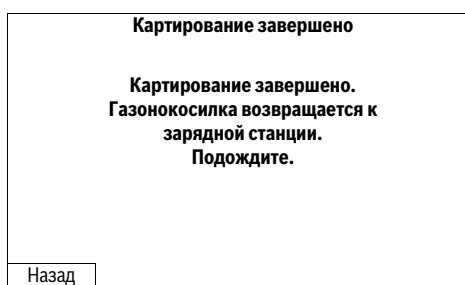 Картирование завершено
Картирование завершено.
Газонокосилка возвращается к
зарядной станции.
Подождите.
Назад